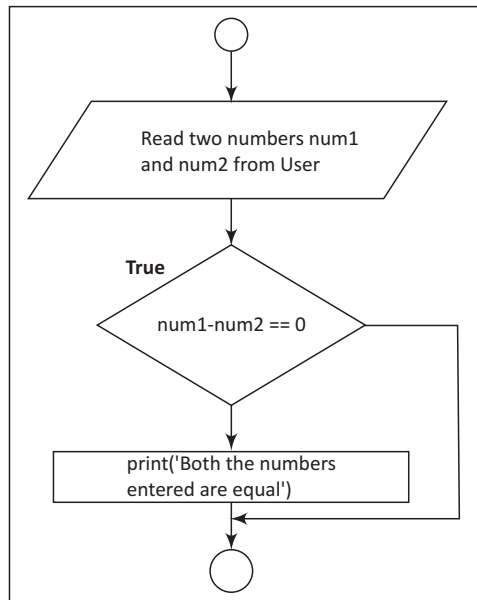 Read two numbers num1
and num2 from User
True
num1-num2 == 0
print('Both the numbers
entered are equal')